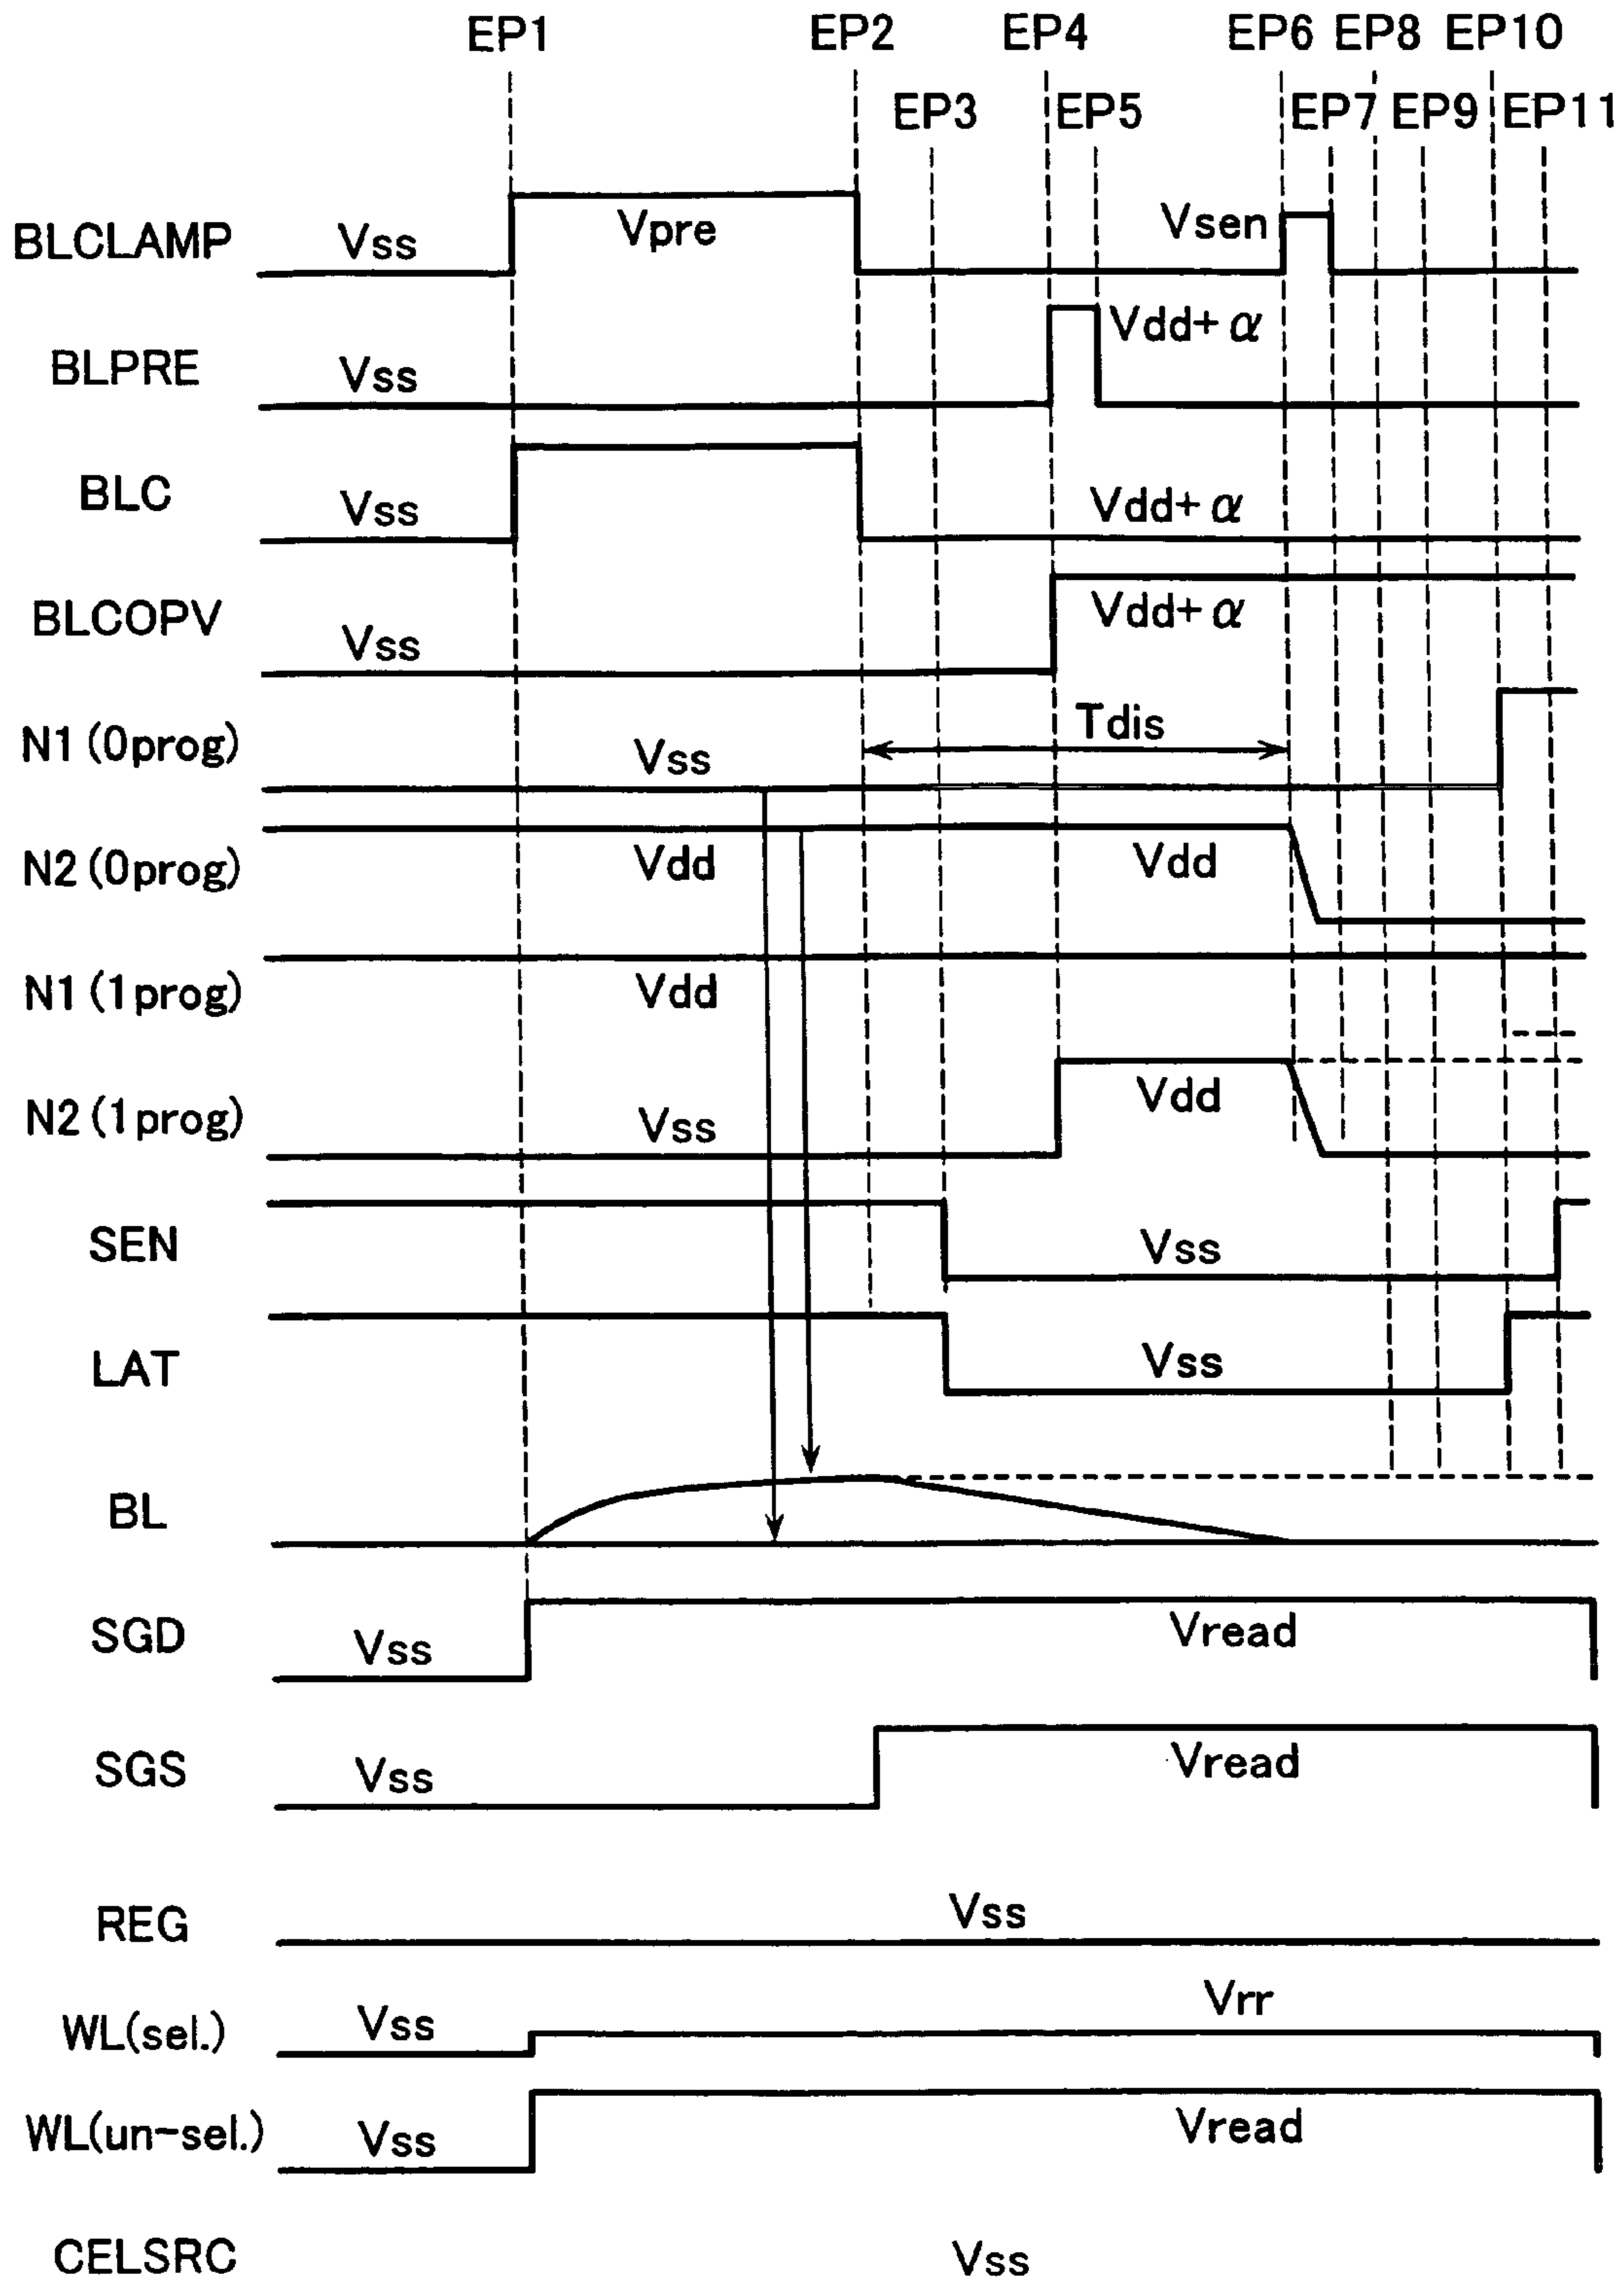 EP1 EP2 EP4 EP6 EP8 EP10
EP3 EP5 EP7 EP9 EP11
BLCLAMP Vss Vpre Vsen
BLPRE Vss Vdd+α
BLC Vss Vdd+α
BLCOPV Vss Vdd+α
N1(0prog) Vss Tdis
N2(0prog) Vdd Vdd
N1(1prog) Vdd
N2(1prog) Vss Vdd
SEN Vss
LAT Vss
BL
SGD Vss Vread
SGS Vss Vread
REG Vss
WL(sel.) Vss Vrr
WL(un-sel.) Vss Vread
CELSRC Vss